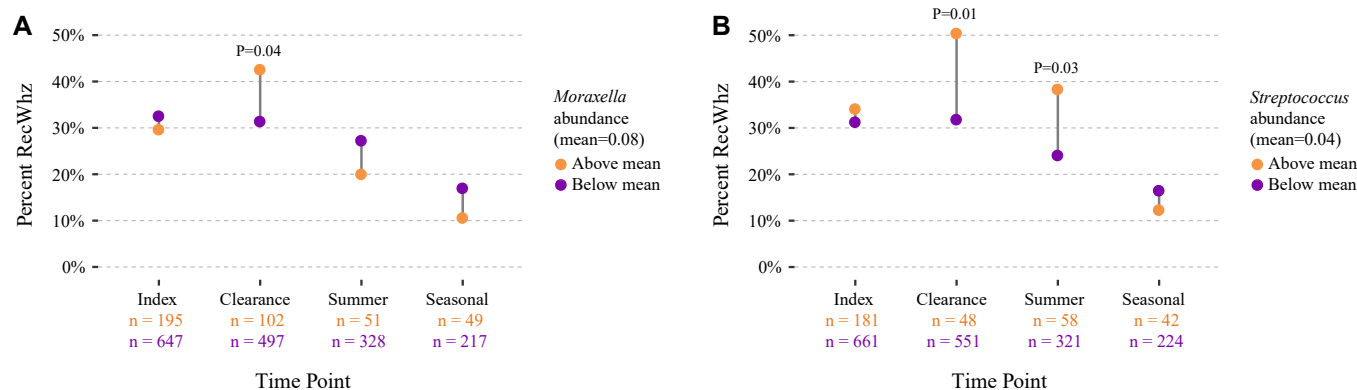 A
Percent RecWhz
50%
40%
30%
20%
10%
0%
P=0.04
Index
Clearance
Summer
Seasonal
n = 195
n = 102
n = 51
n = 49
n = 647
n = 497
n = 328
n = 217
Time Point
Moraxella
abundance
(mean=0.08)
Above mean
Below mean
B
Percent RecWhz
50%
40%
30%
20%
10%
0%
P=0.01
P=0.03
Index
Clearance
Summer
Seasonal
n = 181
n = 48
n = 58
n = 42
n = 661
n = 551
n = 321
n = 224
Time Point
Streptococcus
abundance
(mean=0.04)
Above mean
Below mean